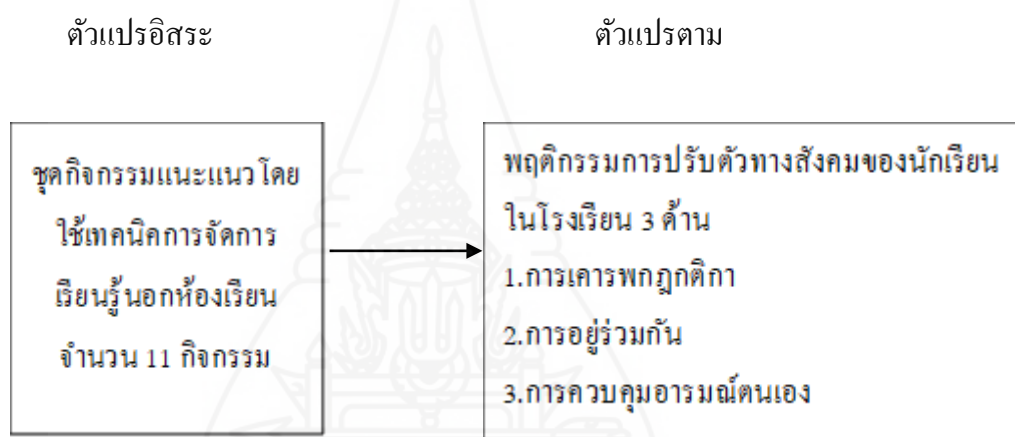 ตัวแปรอิสระ
ตัวแปรตาม
ชุดกิจกรรมแนะแนวโดย
ใช้เทคนิคการจัดการ
เรียนรู้นอกห้องเรียน
จำนวน 11 กิจกรรม
พฤติกรรมการปรับตัวทางสังคมของนักเรียน
ในโรงเรียน 3 ด้าน
1.การเคารพกฎกติกา
2.การอยู่ร่วมกัน
3.การควบคุมอารมณ์ตนเอง